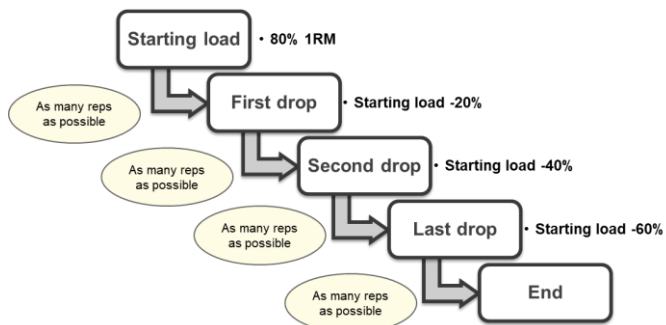 Starting load
• 80% 1RM
As many reps
as possible
First drop
• Starting load -20%
As many reps
as possible
Second drop
• Starting load -40%
As many reps
as possible
Last drop
• Starting load -60%
As many reps
as possible
End